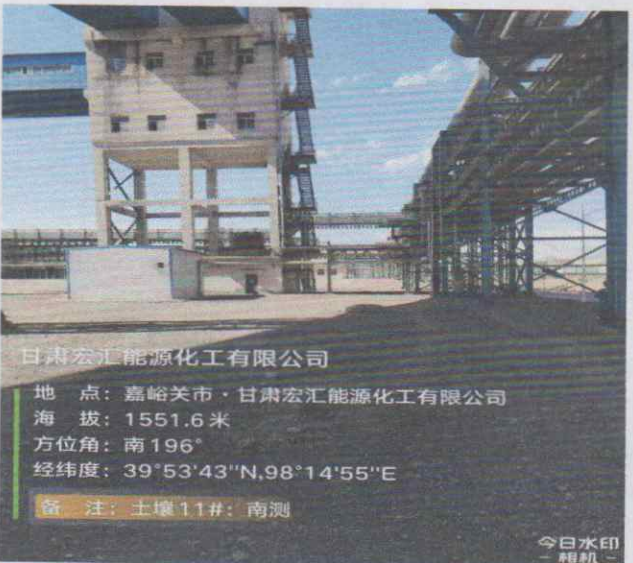 甘肃宏汇能源化工有限公司
地 点：嘉峪关市·甘肃宏汇能源化工有限公司
海 拔：1551.6米
方位角：南196°
经纬度：39°53'43"N,98°14'55"E
备 注：土壤11#：南测
今日水印
- 相机 -